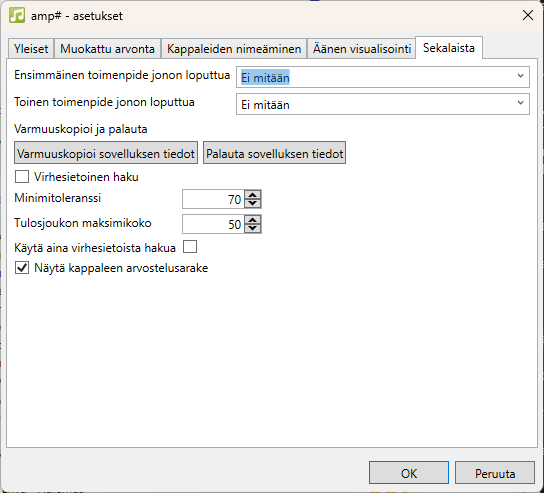 amp# - asetukset
Yleiset Muokattu arvonta Kappaleiden nimeäminen Äänen visualisointi Sekalaista
Ensimmäinen toimenpide jonon loputtua Ei mitään
Toinen toimenpide jonon loputtua Ei mitään
Varmuuskopioi ja palauta
Varmuuskopioi sovelluksen tiedot Palauta sovelluksen tiedot
Virhesietoinen haku
Minimitoleranssi 70
Tulosjoukon maksimikoko 50
Käytä aina virhesietoista hakua
Näytä kappaleen arvostelusarake
OK Peruuta